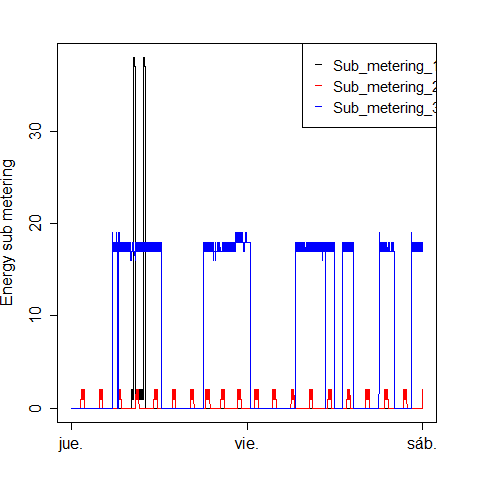 Sub_metering_1
Sub_metering_2
Sub_metering_3
Energy sub metering
30
20
10
0
jue. vie. sáb.